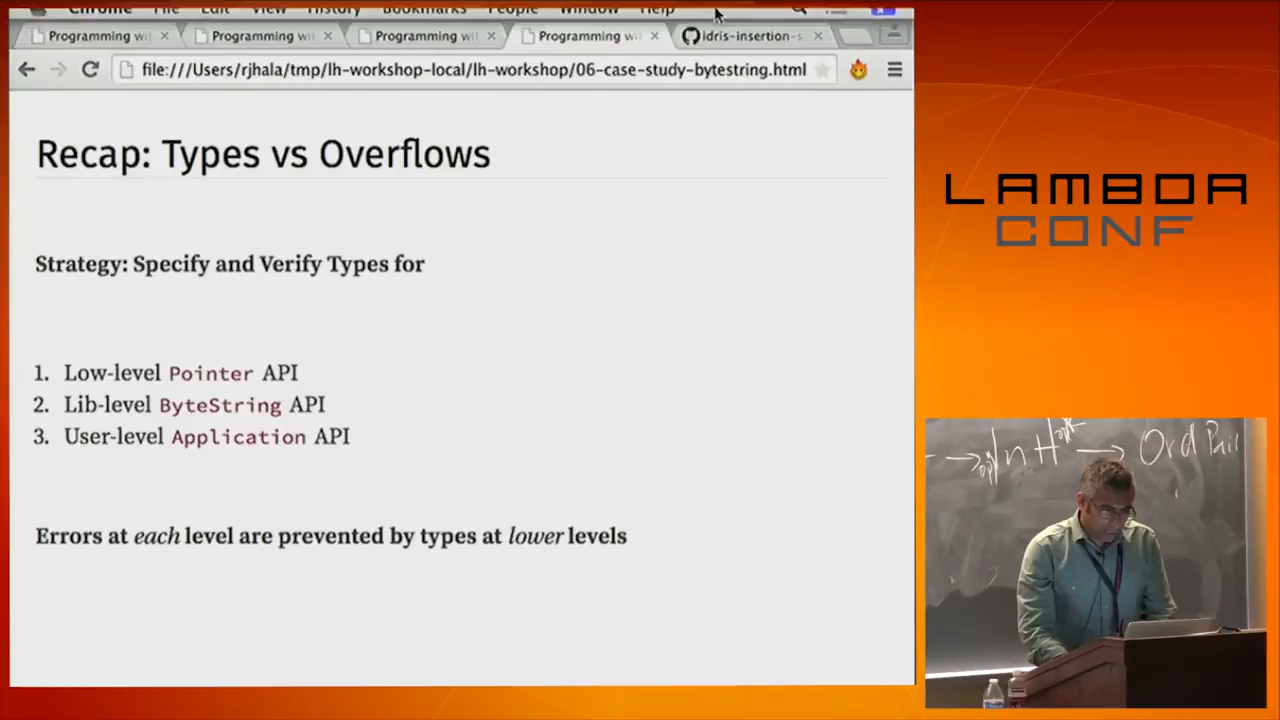 Chrome File Edit View History Bookmarks People Window Help
Programming wi Programming wi Programming wi Programming wi idris-insertion-s
file:///Users/rjhala/tmp/lh-workshop-local/lh-workshop/06-case-study-bytestring.html
Recap: Types vs Overflows
Strategy: Specify and Verify Types for
1. Low-level Pointer API
2. Lib-level ByteString API
3. User-level Application API
Errors at each level are prevented by types at lower levels
LAMBDA
CONF
→ Ord Pair